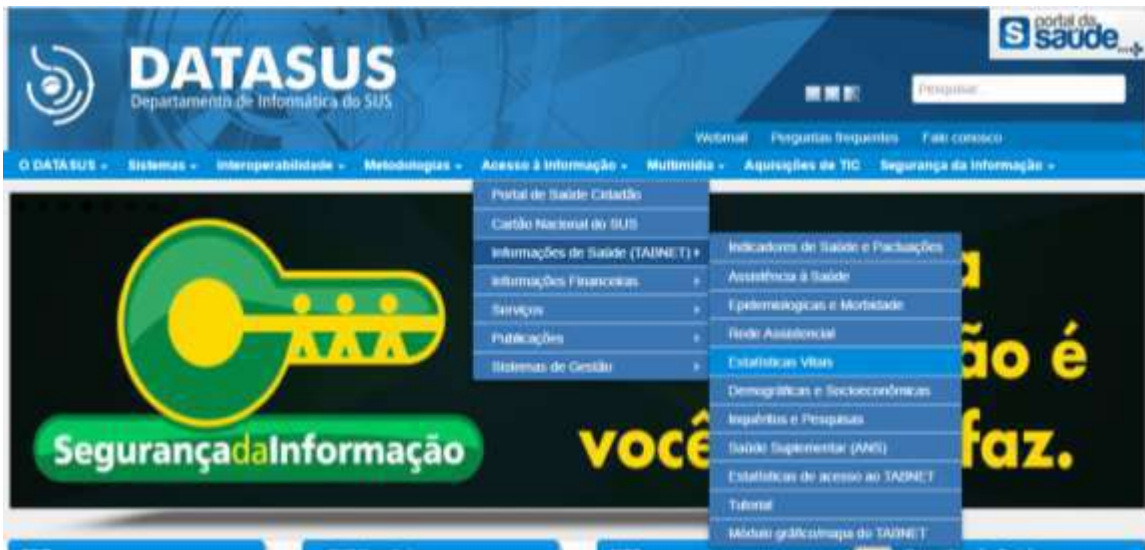 portal da
saúde
DATASUS
Departamento de Informática do SUS
Pesquisar
Webmail Perguntas frequentes Fale conosco
O DATASUS Sistemas Interoperabilidade Metodologias Acesso à Informação Multimídia Aquisições de TIC Segurança da Informação
Portal de Saúde Cidadão
Cartão Nacional do SUS
Informações de Saúde (TABNET)
Informações Financeiras
Serviços
Publicações
Sistemas de Gestão
Indicadores de Saúde e Pactuações
Assistência à Saúde
Epidemiológicas e Morbidade
Rede Assistencial
Estatísticas Vitais
Demográficas e Socioeconômicas
Inquéritos e Pesquisas
Saúde Suplementar (ANS)
Estatísticas de acesso ao TABNET
Tutorial
Módulo gráfico/mapa do TABNET
a
ão é
você faz.
SegurançadaInformação